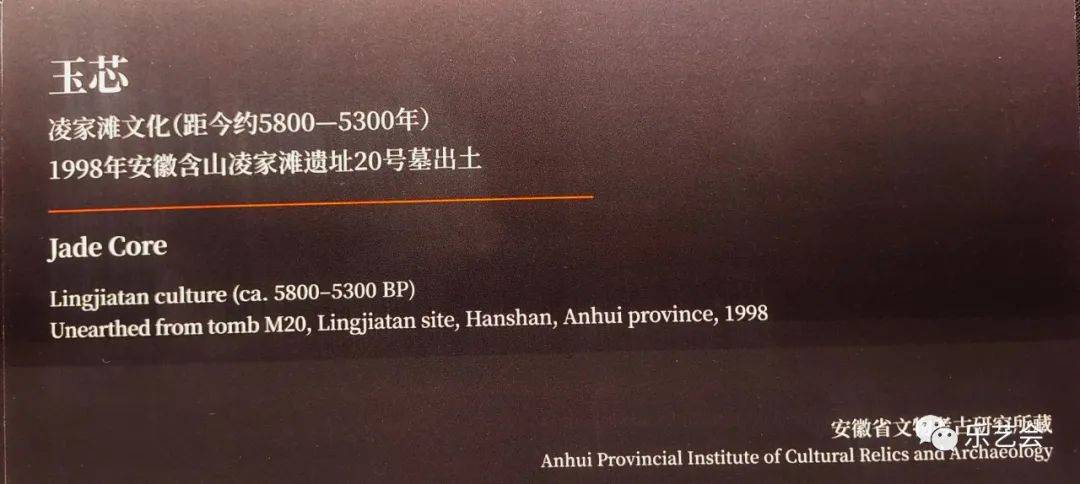 玉芯
凌家滩文化（距今约5800—5300年）
1998年安徽含山凌家滩遗址20号墓出土
Jade Core
Lingjiatan culture (ca. 5800–5300 BP)
Unearthed from tomb M20, Lingjiatan site, Hanshan, Anhui province, 1998
安徽省文物考古研究所藏
乐艺会
Anhui Provincial Institute of Cultural Relics and Archaeology